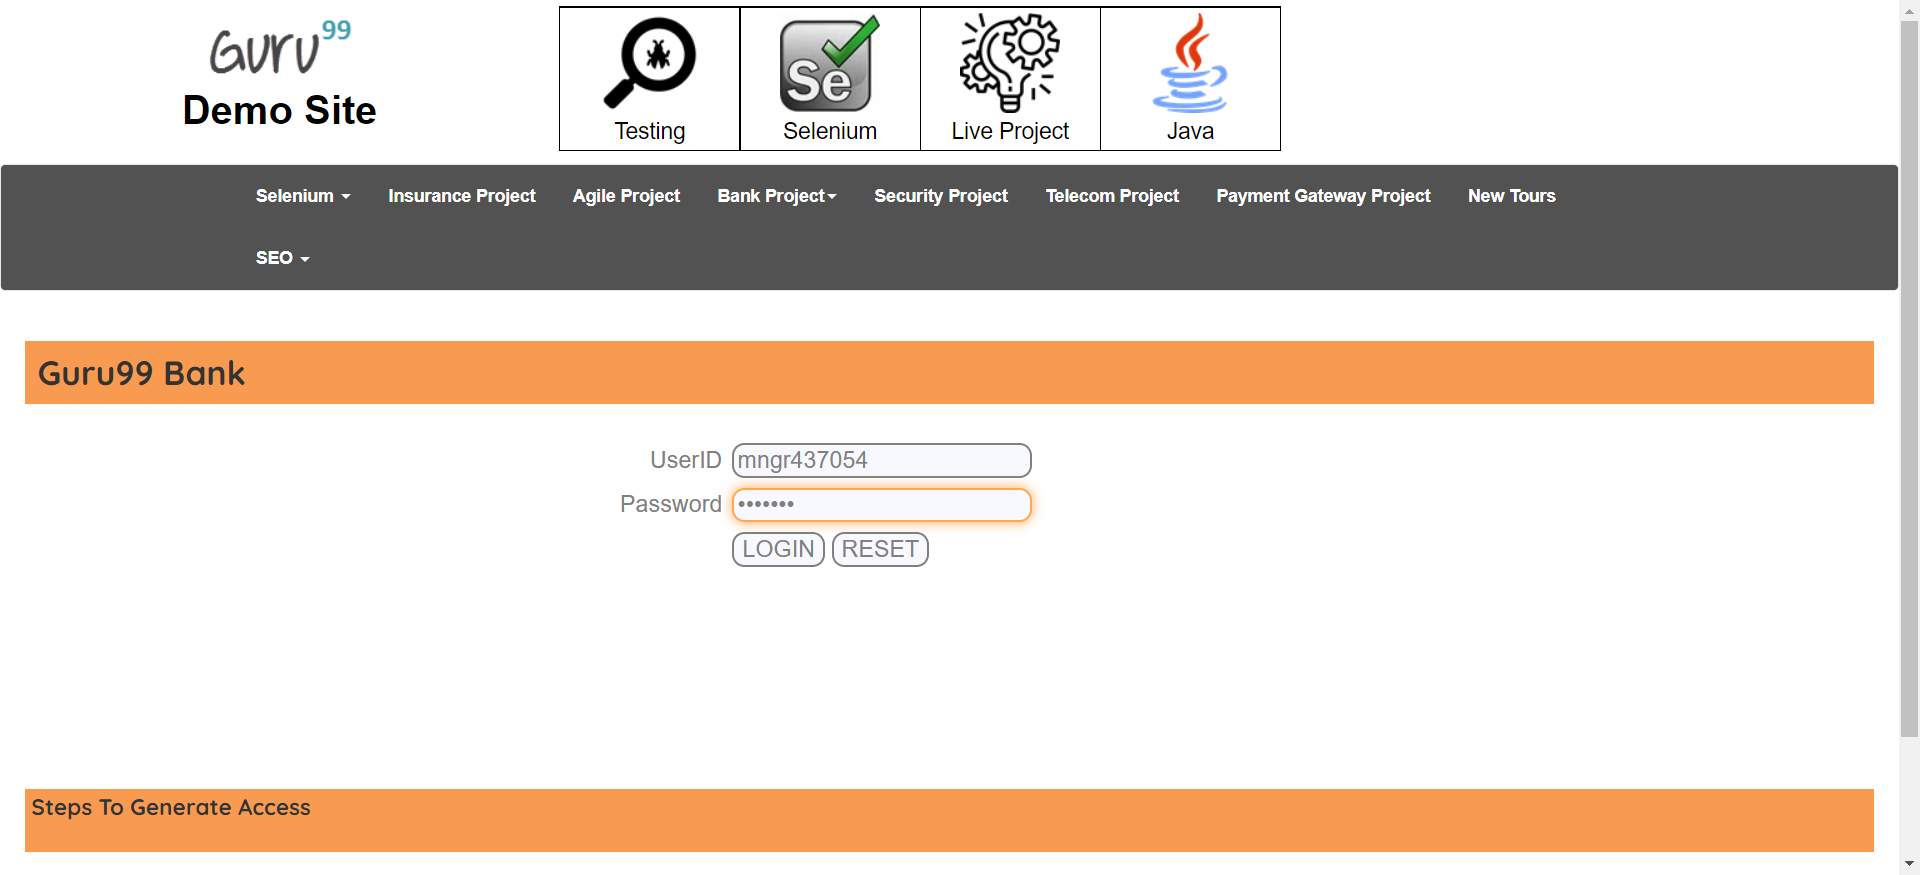 Guru99
Demo Site
Testing
Se
Selenium
Live Project
Java
Selenium
Insurance Project
Agile Project
Bank Project
Security Project
Telecom Project
Payment Gateway Project
New Tours
SEO
Guru99 Bank
UserID
mngr437054
Password
•••••••
LOGIN
RESET
Steps To Generate Access